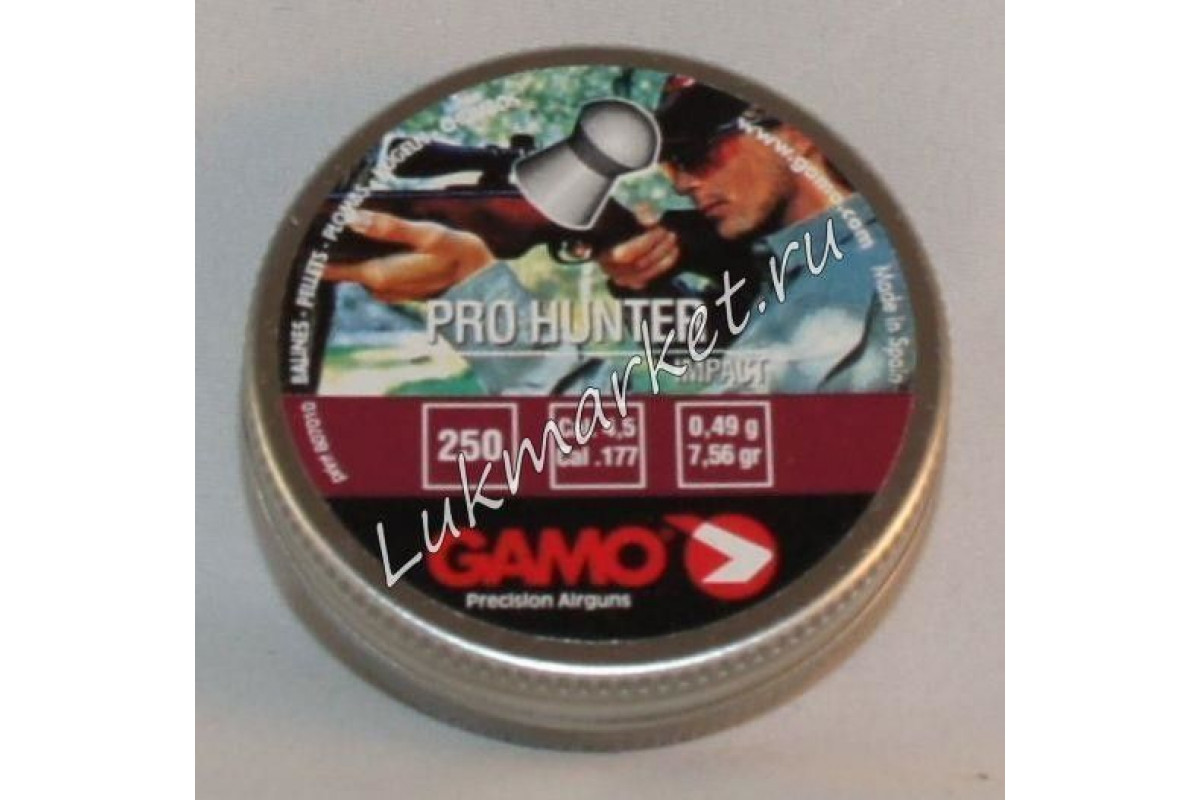 BALINES - PELLETS - PLOMBS - KUGELN
www.gamo.com
Made in Spain
PRO HUNTER
IMPACT
250
Cal. 4,5
Cal .177
0,49 g
7,56 gr
GAMO
Precision Airguns
Lukmarket.ru